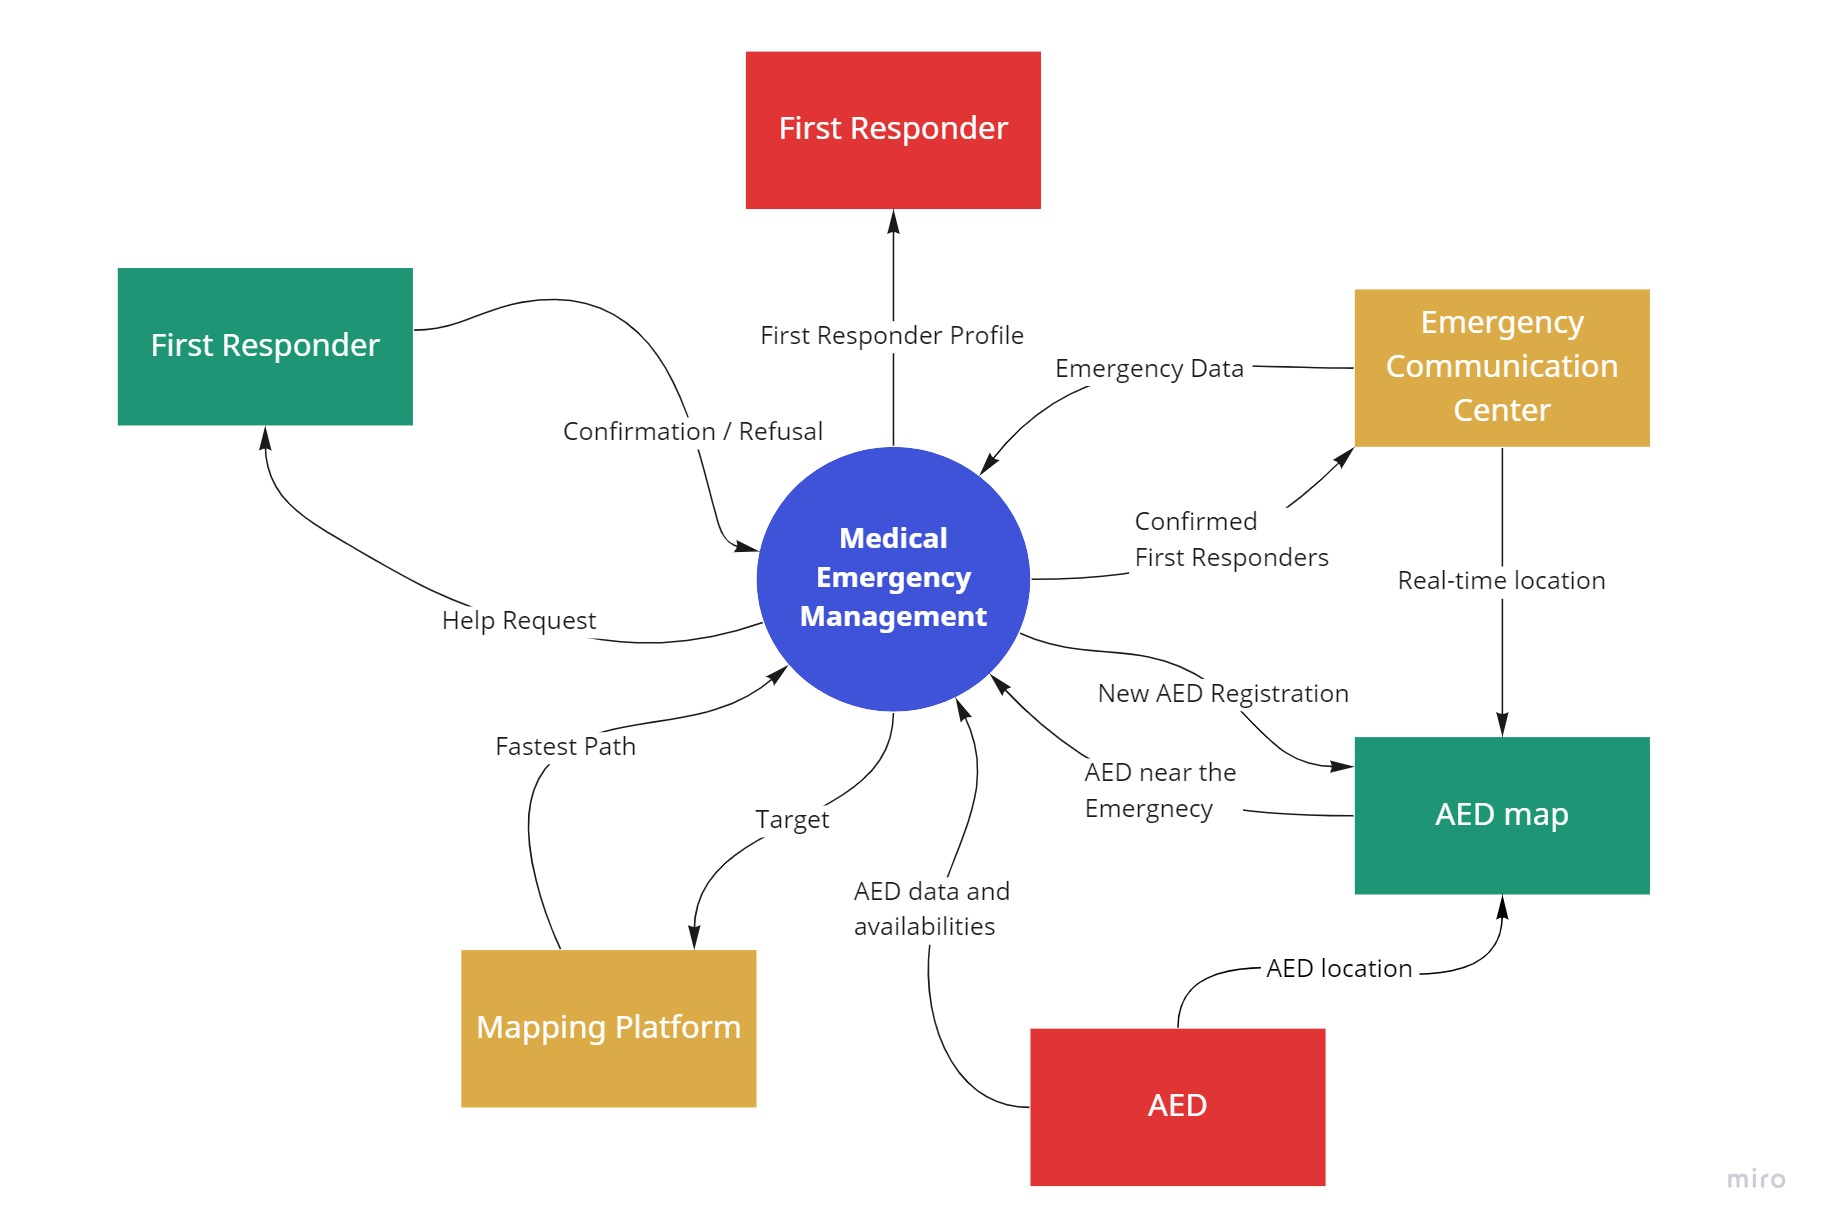 First Responder
First Responder
First Responder Profile
Emergency
Communication
Center
Emergency Data
Confirmation / Refusal
Medical
Emergency
Management
Confirmed
First Responders
Real-time location
Help Request
New AED Registration
Fastest Path
AED near the
Emergnecy
AED map
Target
AED data and
availabilities
AED location
Mapping Platform
AED
miro